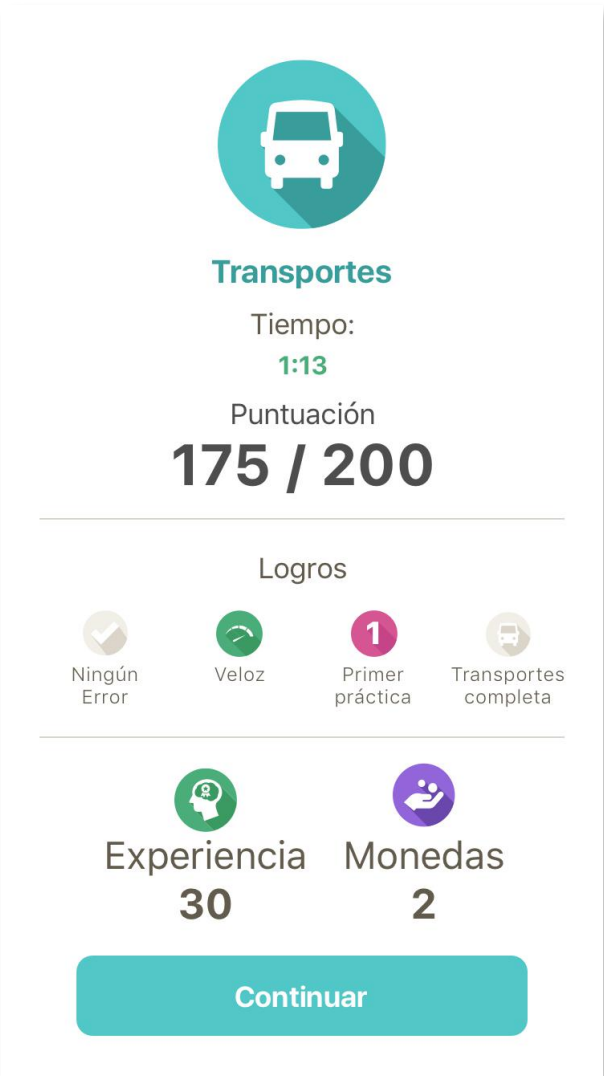 Transportes
Tiempo:
1:13
Puntuación
175 / 200
Logros
1
Ningún
Error
Veloz
Primer
práctica
Transportes
completa
Experiencia
30
Monedas
2
Continuar